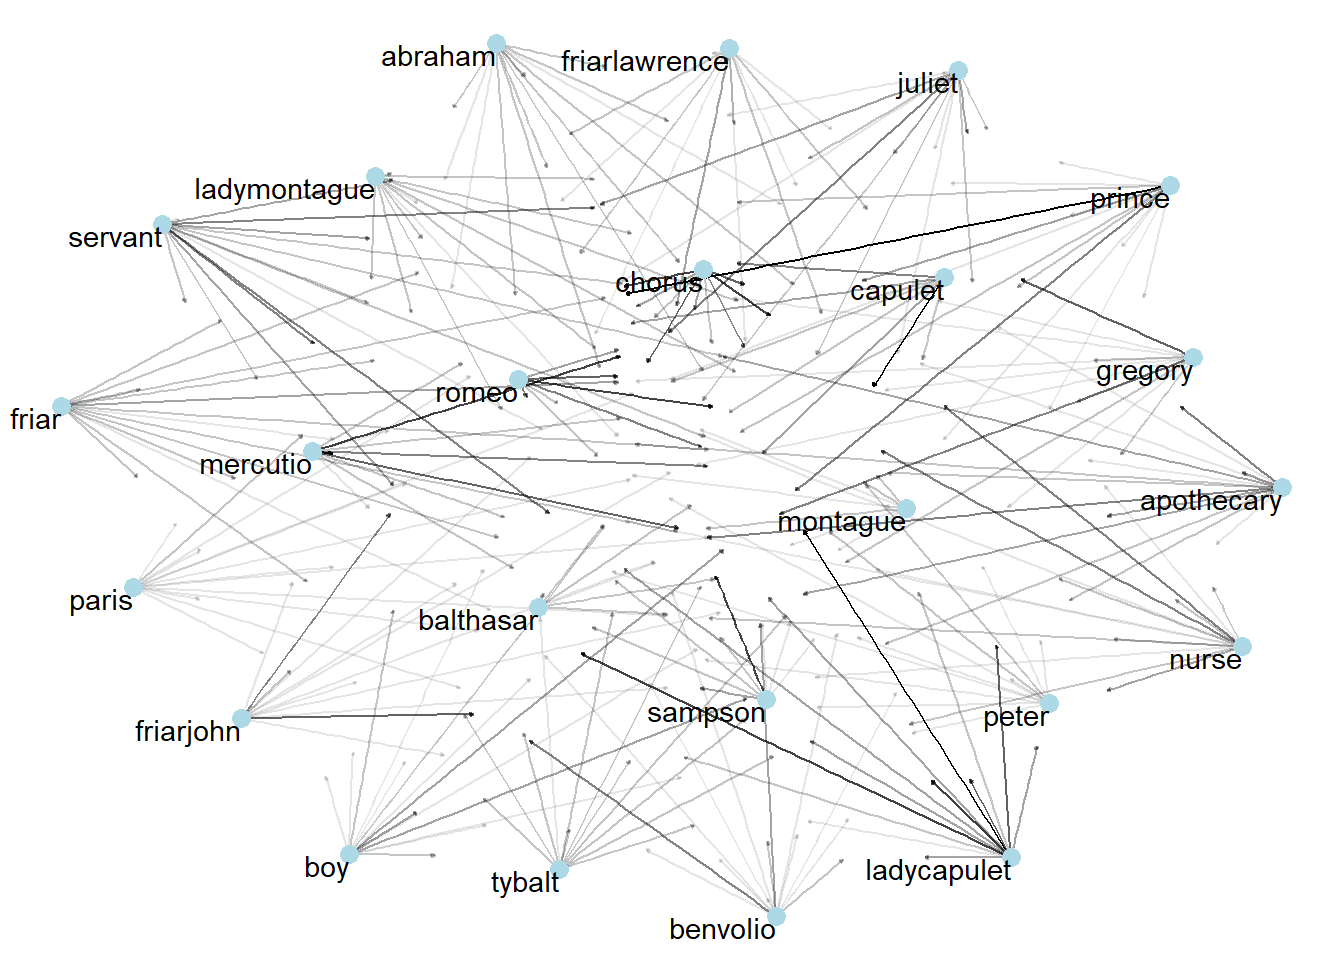 abraham
friarlawrence
juliet
ladymontague
prince
servant
chorus
capulet
gregory
romeo
friar
mercutio
apothecary
montague
paris
balthasar
nurse
sampson
peter
friarjohn
boy
tybalt
ladycapulet
benvolio